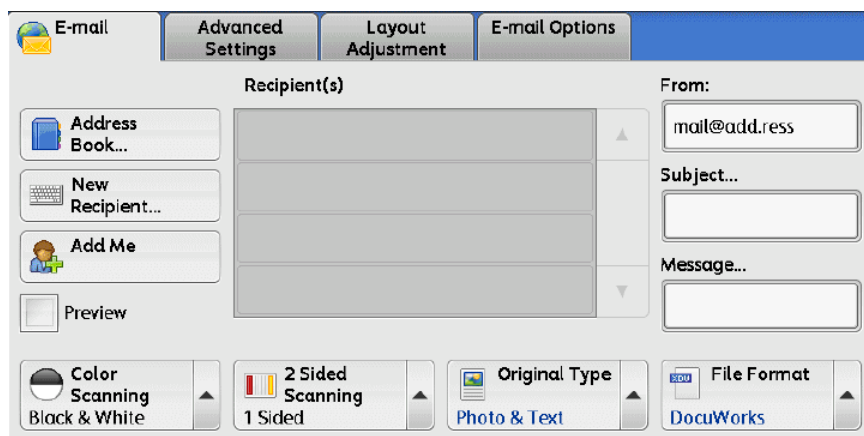 E-mail
Advanced
Settings
Layout
Adjustment
E-mail Options
Recipient(s)
From:
Address
Book...
mail@add.ress
New
Recipient...
Subject...
Add Me
Message...
Preview
Color
Scanning
Black & White
2 Sided
Scanning
1 Sided
Original Type
Photo & Text
XDW
File Format
DocuWorks